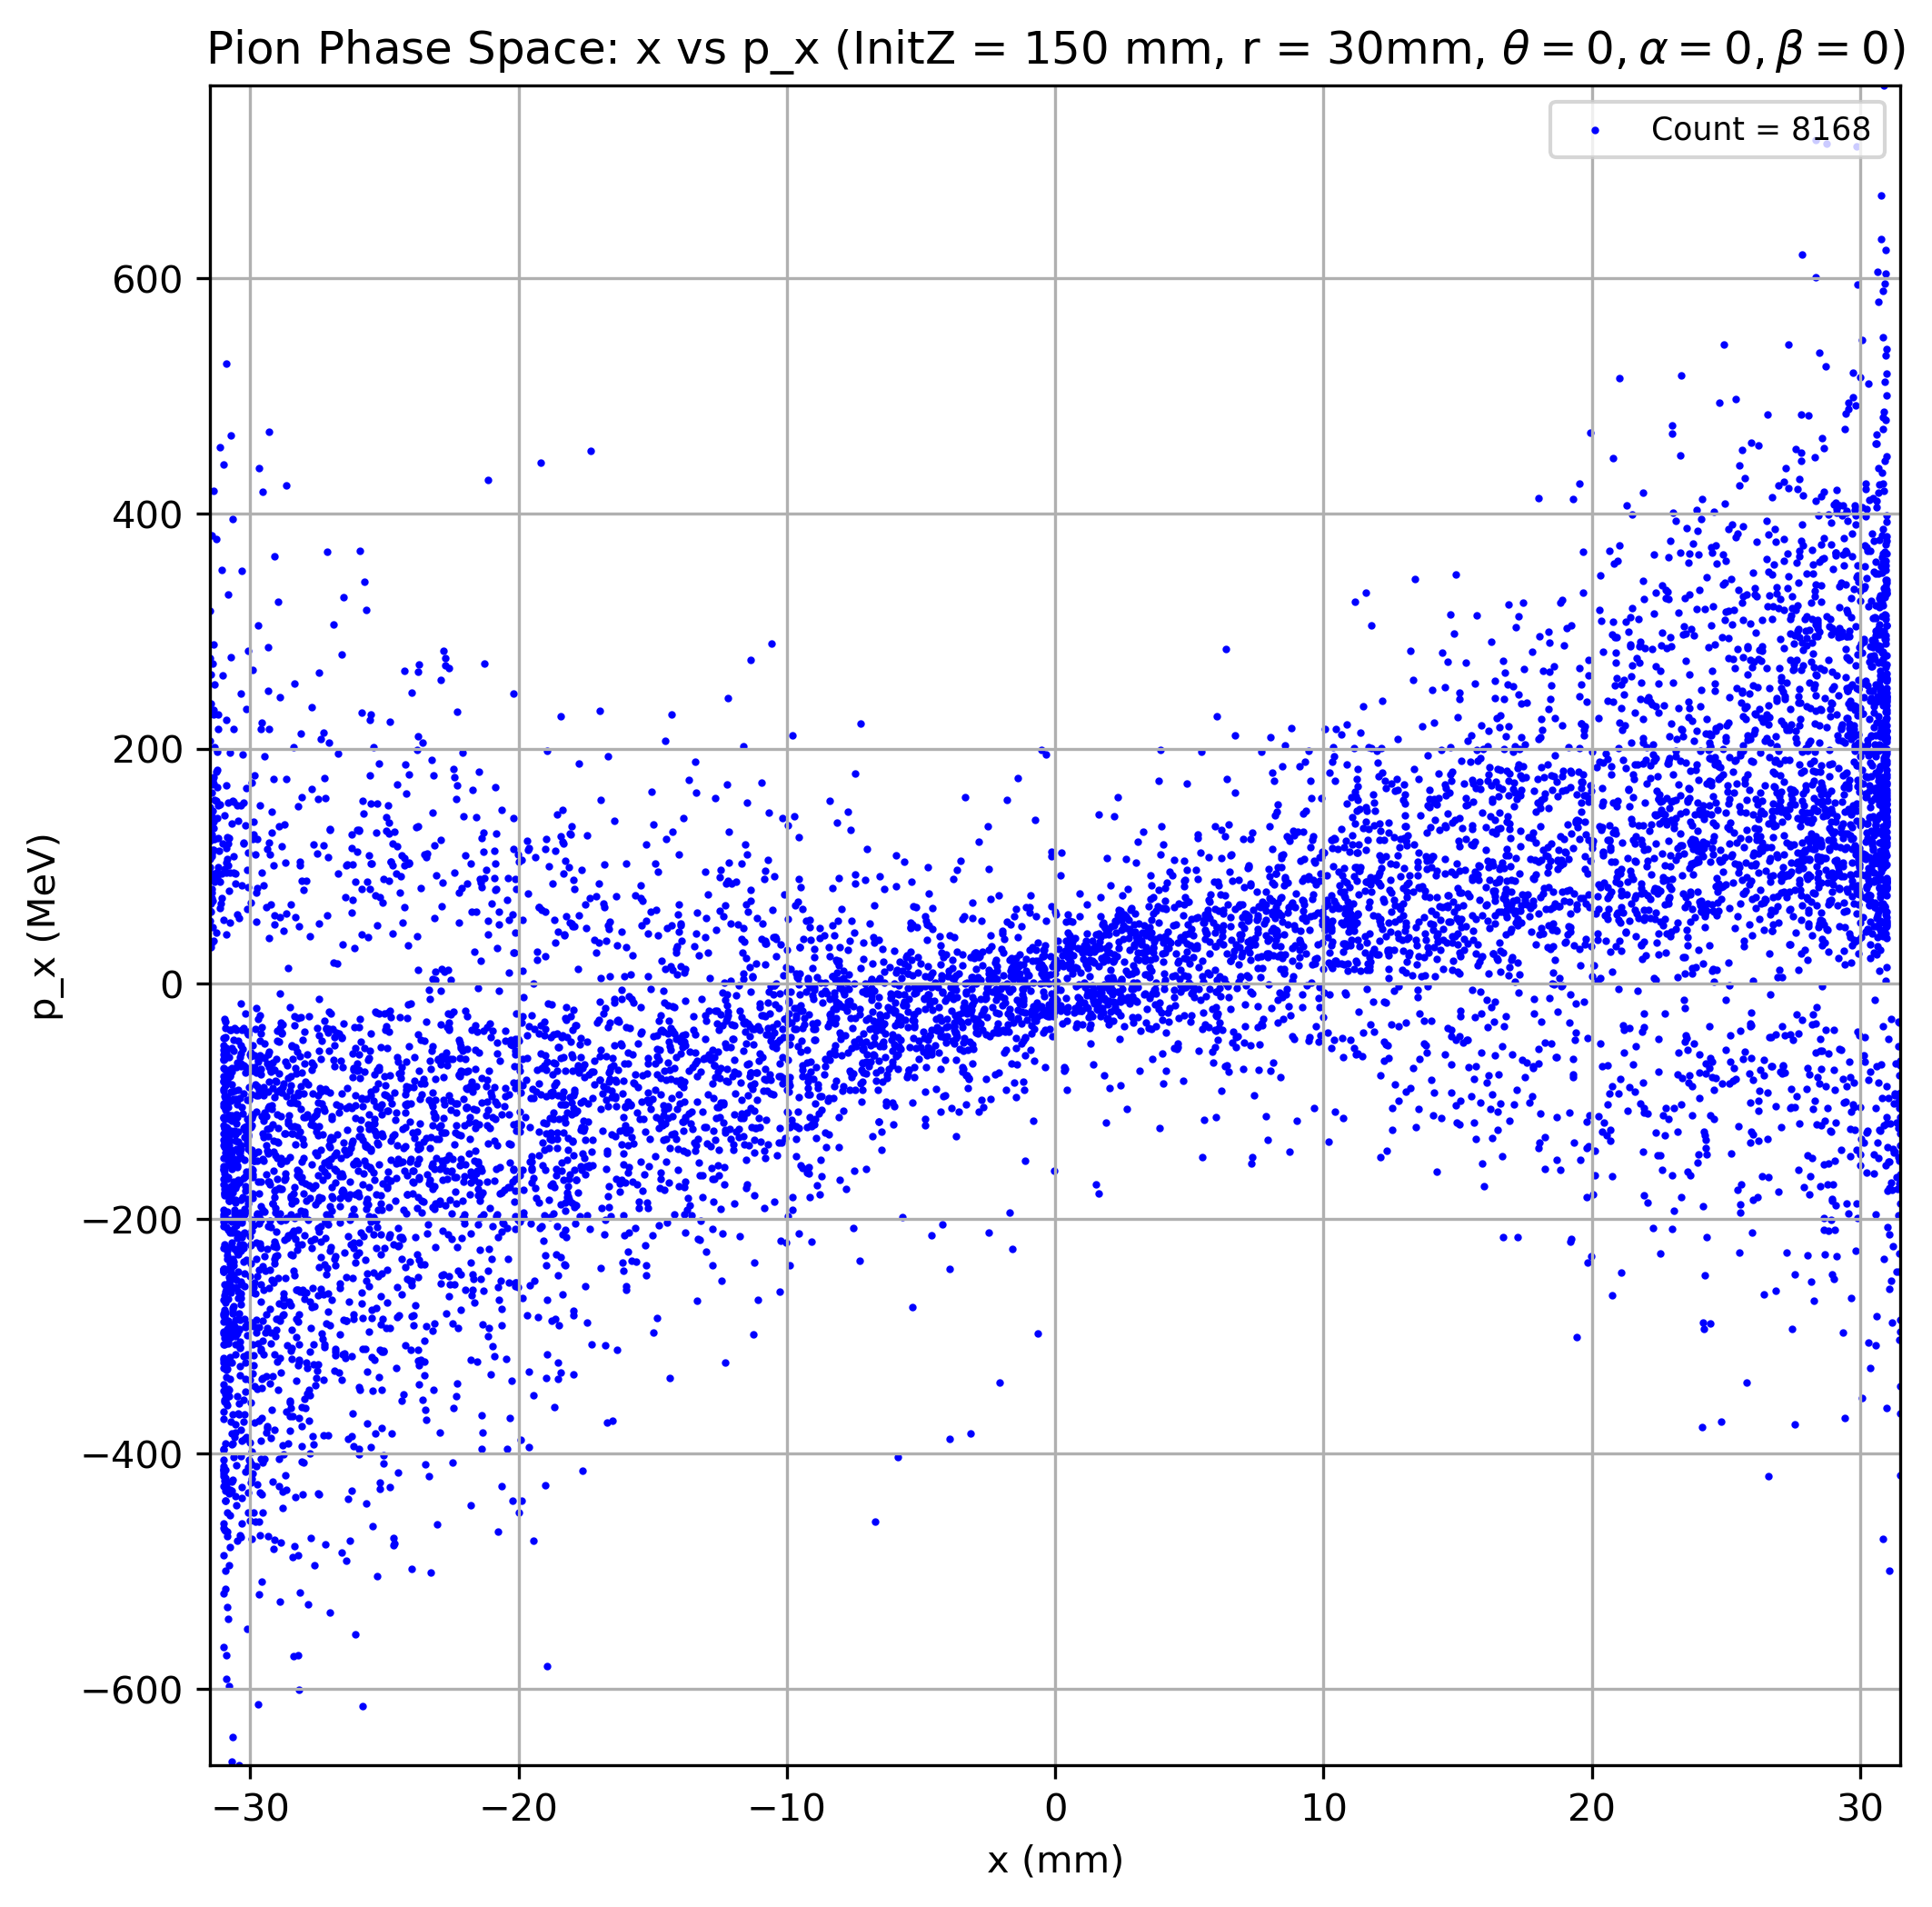 Pion Phase Space: x vs p_x (InitZ = 150 mm, r = 30mm, θ = 0, α = 0, β = 0)
Count = 8168
600
400
200
0
−200
−400
−600
p_x (MeV)
−30 −20 −10 0 10 20 30
x (mm)